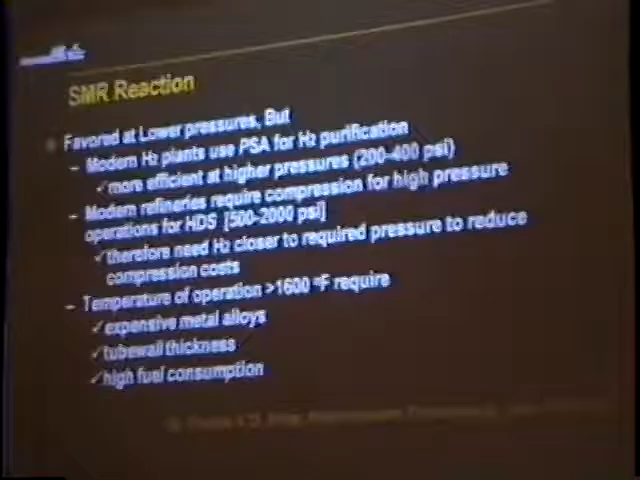 SMR Reaction
Favored at Lower pressures, But
– Modern H2 plants use PSA for H2 purification
✓more efficient at higher pressures (200-400 psi)
– Modern refineries require compression for high pressure
operations for HDS [500-2000 psi]
✓therefore need H2 closer to required pressure to reduce
compression costs
– Temperature of operation >1600 °F require
✓expensive metal alloys
✓tubewall thickness
✓high fuel consumption